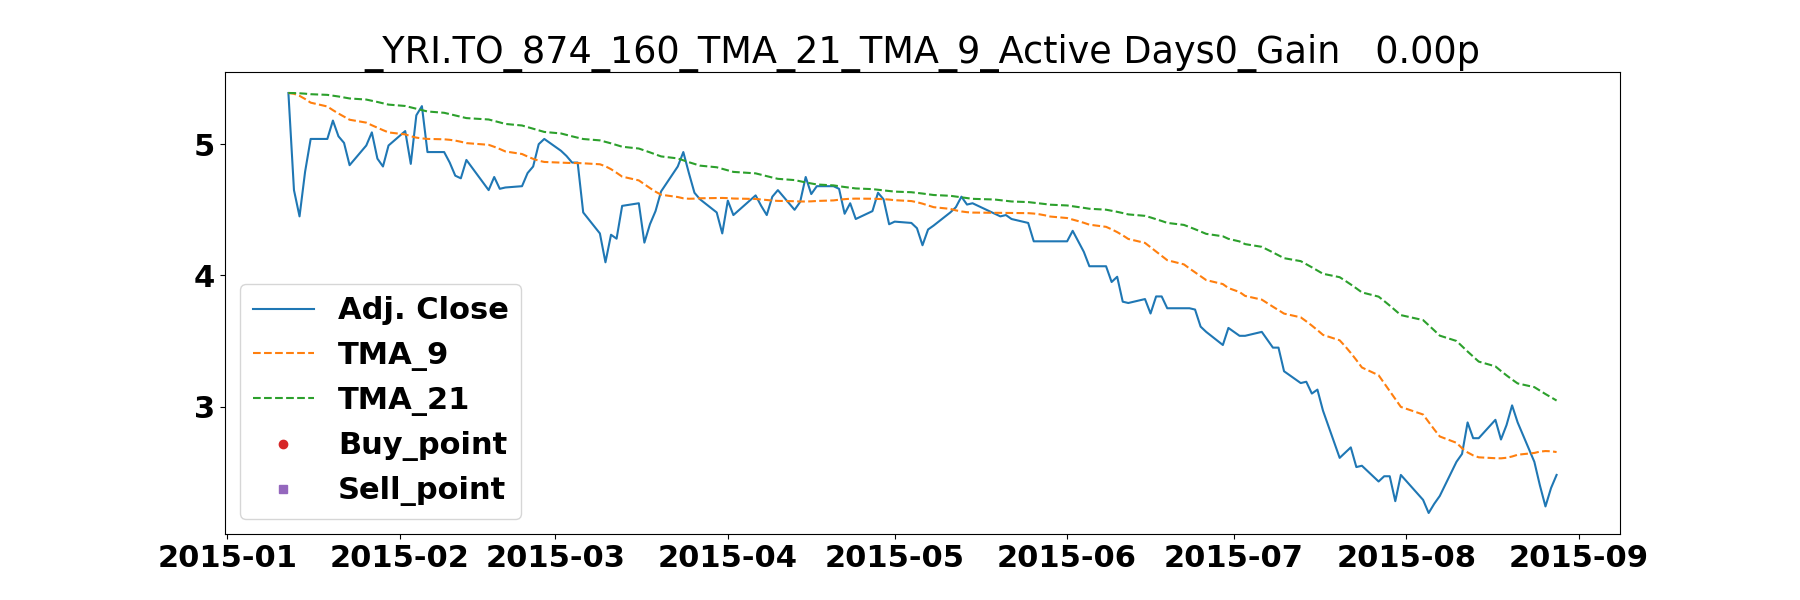 _YRI.TO_874_160_TMA_21_TMA_9_Active Days0_Gain   0.00p
5
4
3
Adj. Close
TMA_9
TMA_21
Buy_point
Sell_point
2015-01 2015-02 2015-03 2015-04 2015-05 2015-06 2015-07 2015-08 2015-09